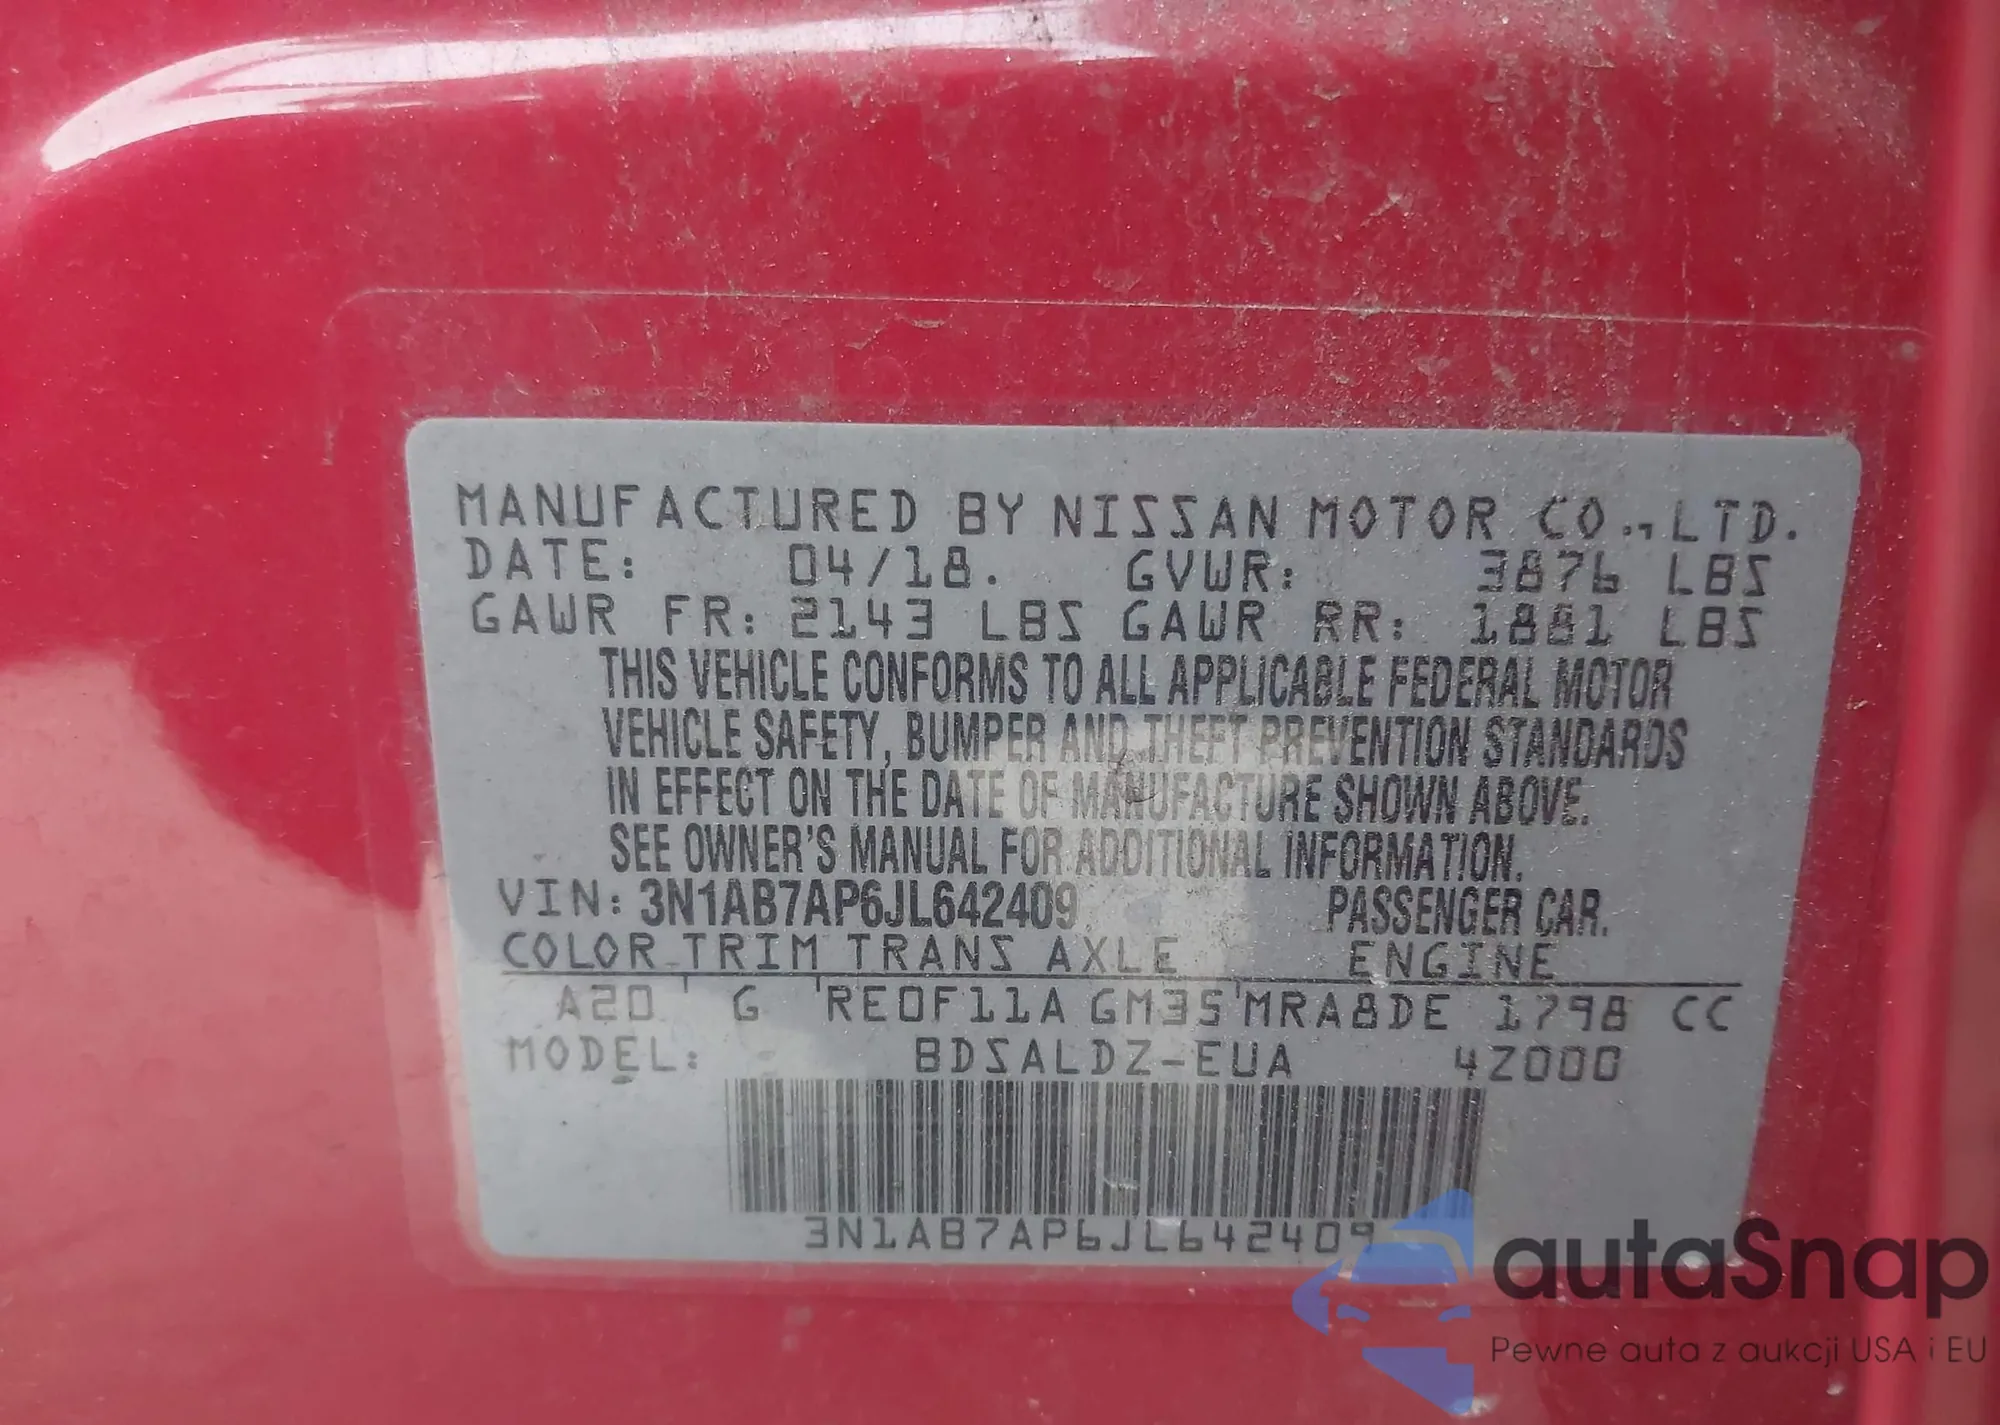 MANUFACTURED BY NISSAN MOTOR CO., LTD.
DATE: 04/18. GVWR: 3876 LBS
GAWR FR: 2143 LBS GAWR RR: 1881 LBS
THIS VEHICLE CONFORMS TO ALL APPLICABLE FEDERAL MOTOR
VEHICLE SAFETY, BUMPER AND THEFT PREVENTION STANDARDS
IN EFFECT ON THE DATE OF MANUFACTURE SHOWN ABOVE.
SEE OWNER'S MANUAL FOR ADDITIONAL INFORMATION.
VIN: 3N1AB7AP6JL642409 PASSENGER CAR.
COLOR TRIM TRANS AXLE ENGINE
A20 G RE0F11A GM35 MRA8DE 1798 CC
MODEL: BDSALDZ-EUA 4Z000
3N1AB7AP6JL642409
autaSnap
Pewne auta z aukcji USA i EU